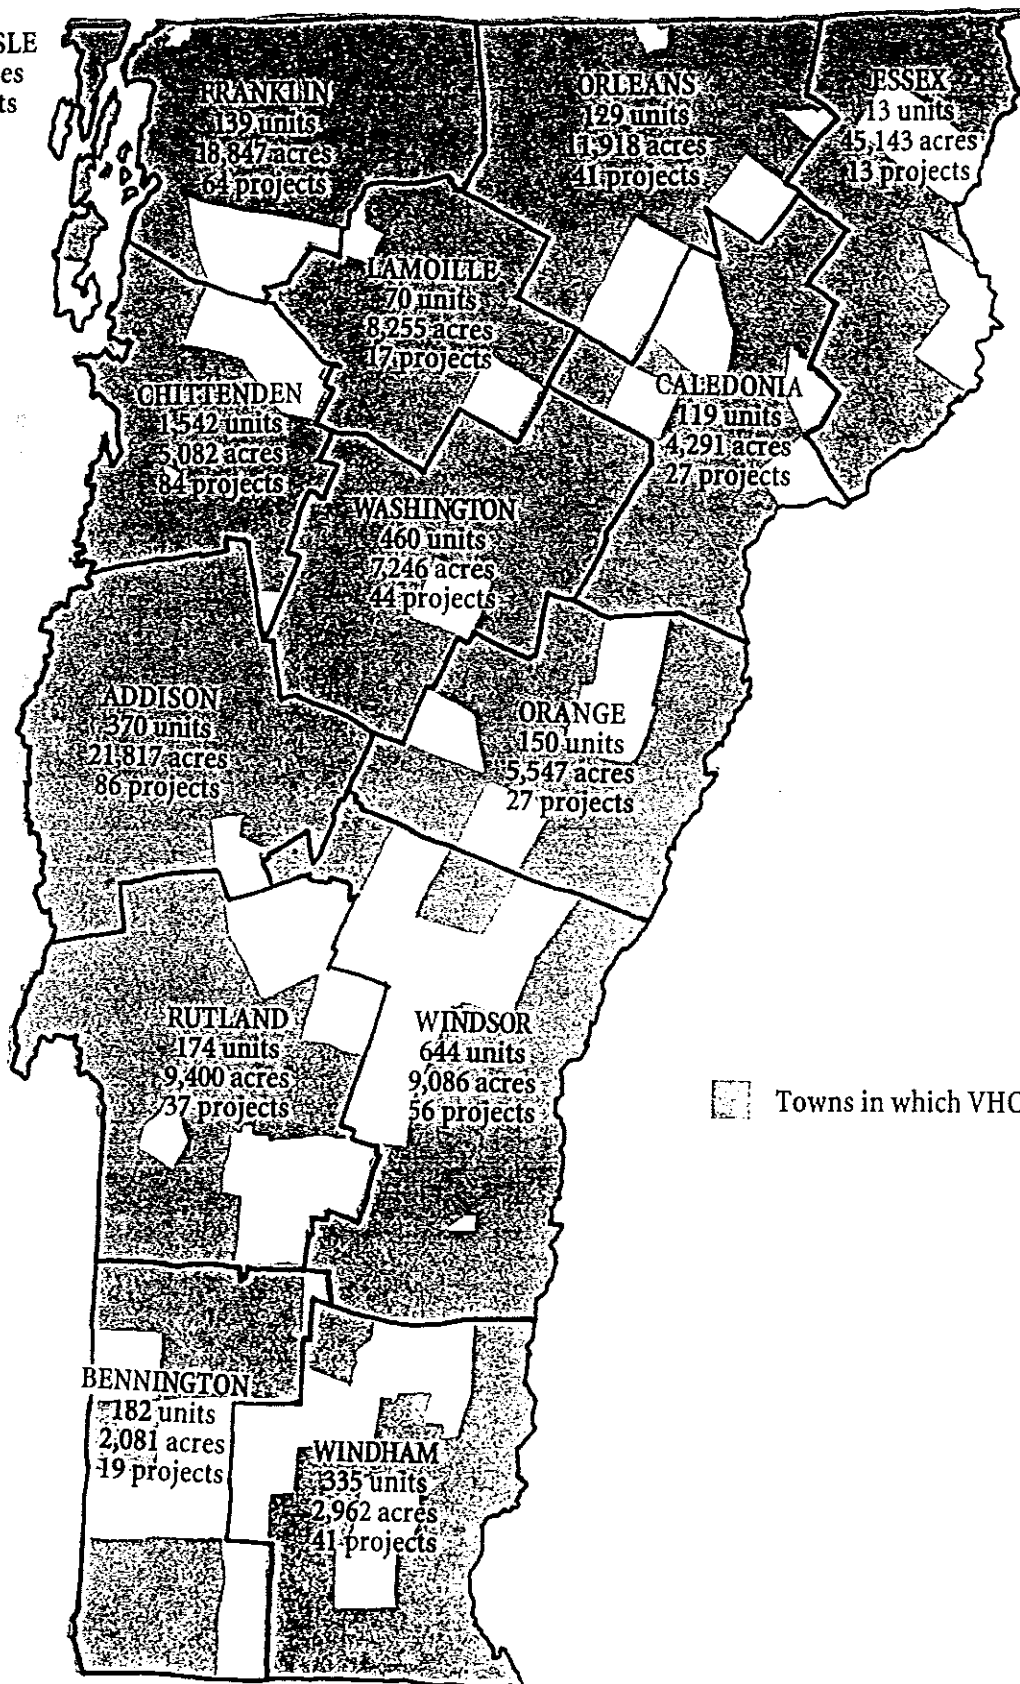 SLE
es
ts
FRANKLIN
139 units
18,847 acres
64 projects
ORLEANS
129 units
11,918 acres
41 projects
ESSEX
13 units
45,143 acres
13 projects
LAMOILLE
70 units
8,255 acres
17 projects
CHITTENDEN
1,542 units
5,082 acres
84 projects
CALEDONIA
119 units
4,291 acres
27 projects
WASHINGTON
460 units
7,246 acres
44 projects
ADDISON
370 units
21,817 acres
86 projects
ORANGE
150 units
5,547 acres
27 projects
RUTLAND
174 units
9,400 acres
37 projects
WINDSOR
644 units
9,086 acres
56 projects
Towns in which VHC
BENNINGTON
182 units
2,081 acres
19 projects
WINDHAM
335 units
2,962 acres
41 projects